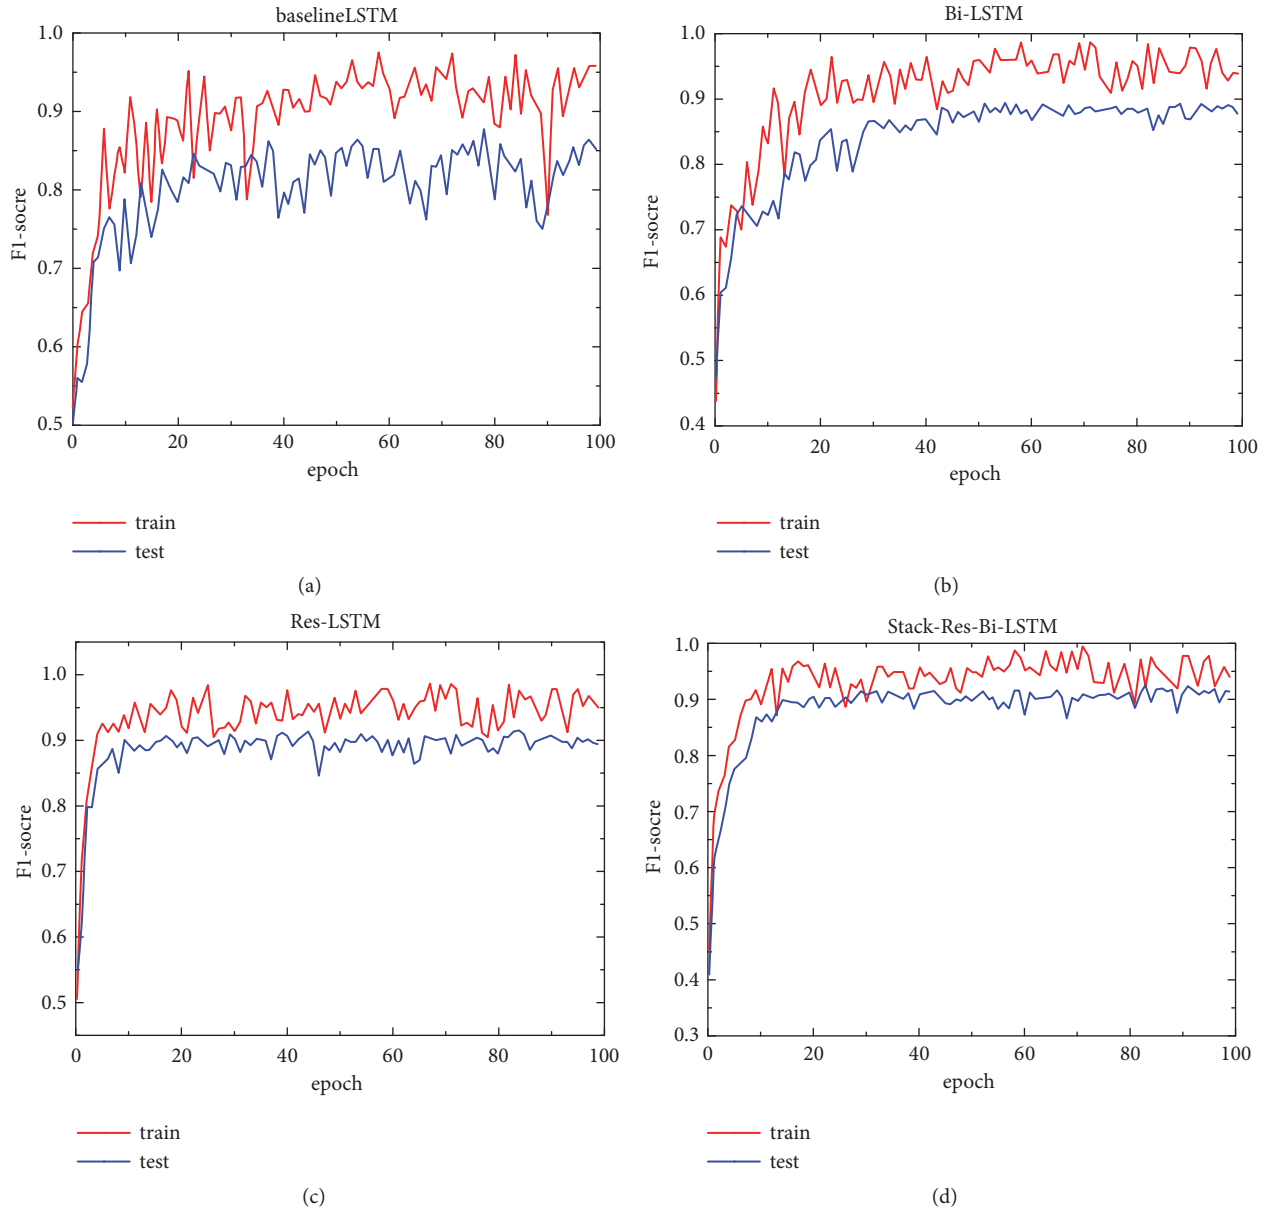 baselineLSTM
1.0
0.9
0.8
0.7
0.6
0.5
F1-socre
0 20 40 60 80 100
epoch
train
test
(a)
Bi-LSTM
1.0
0.9
0.8
0.7
0.6
0.5
0.4
F1-socre
0 20 40 60 80 100
epoch
train
test
(b)
Res-LSTM
1.0
0.9
0.8
0.7
0.6
0.5
F1-socre
0 20 40 60 80 100
epoch
train
test
(c)
Stack-Res-Bi-LSTM
1.0
0.9
0.8
0.7
0.6
0.5
0.4
0.3
F1-socre
0 20 40 60 80 100
epoch
train
test
(d)